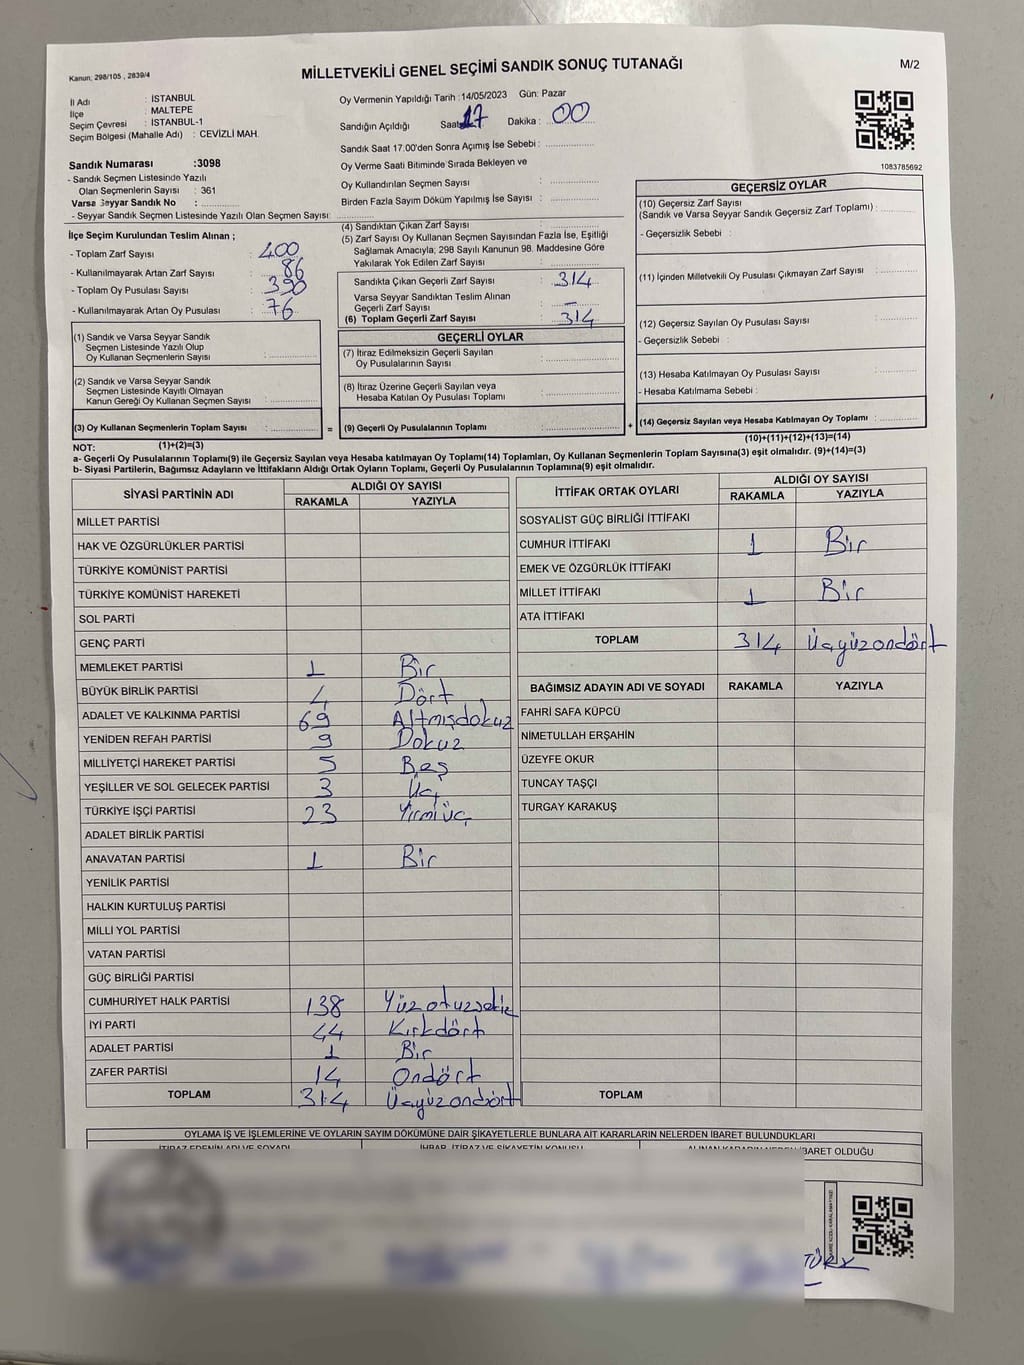 Kanun; 298/105 , 2839/4
MİLLETVEKİLİ GENEL SEÇİMİ SANDIK SONUÇ TUTANAĞI
M/2
İl Adı : İSTANBUL
İlçe : MALTEPE
Seçim Çevresi : İSTANBUL-1
Seçim Bölgesi (Mahalle Adı) : CEVİZLİ MAH.
Sandık Numarası :3098
- Sandık Seçmen Listesinde Yazılı
Olan Seçmenlerin Sayısı : 361
Varsa Seyyar Sandık No :
- Seyyar Sandık Seçmen Listesinde Yazılı Olan Seçmen Sayısı:
Oy Vermenin Yapıldığı Tarih :14/05/2023 Gün: Pazar
Sandığın Açıldığı Saat: 17 Dakika : 00
Sandık Saat 17.00'den Sonra Açımış İse Sebebi :
Oy Verme Saati Bitiminde Sırada Bekleyen ve
Oy Kullandırılan Seçmen Sayısı :
Birden Fazla Sayım Döküm Yapılmış İse Sayısı :
1083785692
İlçe Seçim Kurulundan Teslim Alınan ;
- Toplam Zarf Sayısı : 400
- Kullanılmayarak Artan Zarf Sayısı : 86
- Toplam Oy Pusulası Sayısı : 390
- Kullanılmayarak Artan Oy Pusulası : 76
(4) Sandıktan Çıkan Zarf Sayısı :
(5) Zarf Sayısı Oy Kullanan Seçmen Sayısından Fazla İse, Eşitliği
Sağlamak Amacıyla; 298 Sayılı Kanunun 98. Maddesine Göre
Yakılarak Yok Edilen Zarf Sayısı :
Sandıkta Çıkan Geçerli Zarf Sayısı : 314
Varsa Seyyar Sandıktan Teslim Alınan
Geçerli Zarf Sayısı : –
(6) Toplam Geçerli Zarf Sayısı : 314
GEÇERSİZ OYLAR
(10) Geçersiz Zarf Sayısı
(Sandık ve Varsa Seyyar Sandık Geçersiz Zarf Toplamı) :
- Geçersizlik Sebebi :
(11) İçinden Milletvekili Oy Pusulası Çıkmayan Zarf Sayısı :
(12) Geçersiz Sayılan Oy Pusulası Sayısı :
- Geçersizlik Sebebi :
(13) Hesaba Katılmayan Oy Pusulası Sayısı :
- Hesaba Katılmama Sebebi :
(14) Geçersiz Sayılan veya Hesaba Katılmayan Oy Toplamı :
(1) Sandık ve Varsa Seyyar Sandık
Seçmen Listesinde Yazılı Olup
Oy Kullanan Seçmenlerin Sayısı :
(2) Sandık ve Varsa Seyyar Sandık
Seçmen Listesinde Kayıtlı Olmayan
Kanun Gereği Oy Kullanan Seçmen Sayısı :
(3) Oy Kullanan Seçmenlerin Toplam Sayısı :
=
GEÇERLİ OYLAR
(7) İtiraz Edilmeksizin Geçerli Sayılan
Oy Pusulalarının Sayısı :
(8) İtiraz Üzerine Geçerli Sayılan veya
Hesaba Katılan Oy Pusulası Toplamı :
(9) Geçerli Oy Pusulalarının Toplamı :
+
NOT: (1)+(2)=(3)
(10)+(11)+(12)+(13)=(14)
a- Geçerli Oy Pusulalarının Toplamı(9) ile Geçersiz Sayılan veya Hesaba katılmayan Oy Toplamı(14) Toplamları, Oy Kullanan Seçmenlerin Toplam Sayısına(3) eşit olmalıdır. (9)+(14)=(3)
b- Siyasi Partilerin, Bağımsız Adayların ve İttifakların Aldığı Ortak Oyların Toplamı, Geçerli Oy Pusulalarının Toplamına(9) eşit olmalıdır.
SİYASİ PARTİNİN ADI
ALDIĞI OY SAYISI
RAKAMLA YAZIYLA
MİLLET PARTİSİ
HAK VE ÖZGÜRLÜKLER PARTİSİ
TÜRKİYE KOMÜNİST PARTİSİ
TÜRKİYE KOMÜNİST HAREKETİ
SOL PARTİ
GENÇ PARTİ
MEMLEKET PARTİSİ 1 Bir
BÜYÜK BİRLİK PARTİSİ 4 Dört
ADALET VE KALKINMA PARTİSİ 69 Altmışdokuz
YENİDEN REFAH PARTİSİ 9 Dokuz
MİLLİYETÇİ HAREKET PARTİSİ 5 Beş
YEŞİLLER VE SOL GELECEK PARTİSİ 3 Üç
TÜRKİYE İŞÇİ PARTİSİ 23 Yirmiüç
ADALET BİRLİK PARTİSİ
ANAVATAN PARTİSİ 1 Bir
YENİLİK PARTİSİ
HALKIN KURTULUŞ PARTİSİ
MİLLİ YOL PARTİSİ
VATAN PARTİSİ
GÜÇ BİRLİĞİ PARTİSİ
CUMHURİYET HALK PARTİSİ 138 Yüzotuzsekiz
İYİ PARTİ 44 Kırkdört
ADALET PARTİSİ 1 Bir
ZAFER PARTİSİ 14 Ondört
TOPLAM 314 Üçyüzondört
İTTİFAK ORTAK OYLARI
ALDIĞI OY SAYISI
RAKAMLA YAZIYLA
SOSYALİST GÜÇ BİRLİĞİ İTTİFAKI
CUMHUR İTTİFAKI 1 Bir
EMEK VE ÖZGÜRLÜK İTTİFAKI
MİLLET İTTİFAKI 1 Bir
ATA İTTİFAKI
TOPLAM 314 Üçyüzondört
BAĞIMSIZ ADAYIN ADI VE SOYADI RAKAMLA YAZIYLA
FAHRİ SAFA KÜPCÜ
NİMETULLAH ERŞAHİN
ÜZEYFE OKUR
TUNCAY TAŞÇI
TURGAY KARAKUŞ
TOPLAM
OYLAMA İŞ VE İŞLEMLERİNE VE OYLARIN SAYIM DÖKÜMÜNE DAİR ŞİKAYETLERLE BUNLARA AİT KARARLARIN NELERDEN İBARET BULUNDUKLARI
İTİRAZ EDENİN ADI VE SOYADI İHBAR, İTİRAZ VE ŞİKAYETİN KONUSU ALINAN KARARIN NEDEN İBARET OLDUĞU
TÜRK